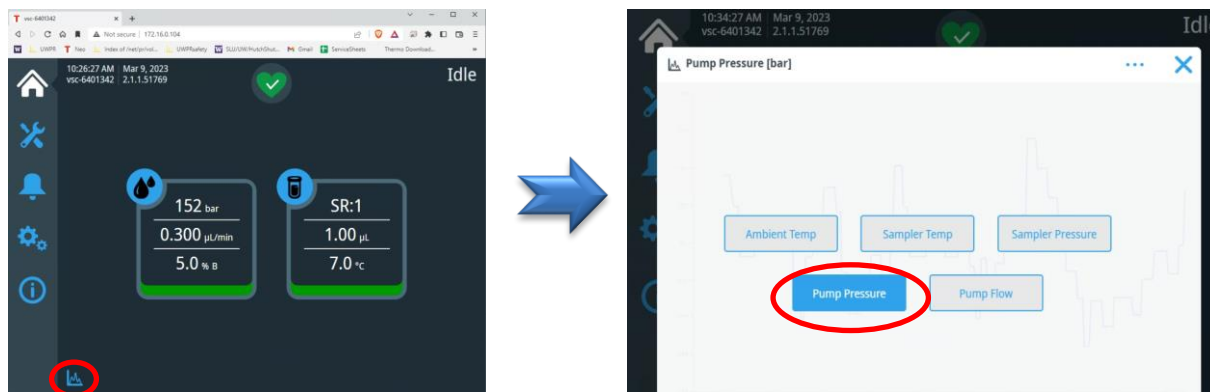 vsc-6401042
Not secure | 172.16.0.104
UWPR
Neo
Index of /net/privat...
UWPRsafety
SLU/UW/HutchShut...
Gmail
ServiceSheets
Thermo Download...
10:26:27 AM Mar 9, 2023
vsc-6401342 2.1.1.51769
Idle
152 bar
0.300 µL/min
5.0 % B
SR:1
1.00 µL
7.0 °C
10:34:27 AM Mar 9, 2023
vsc-6401342 2.1.1.51769
Idl
Pump Pressure [bar]
Ambient Temp
Sampler Temp
Sampler Pressure
Pump Pressure
Pump Flow